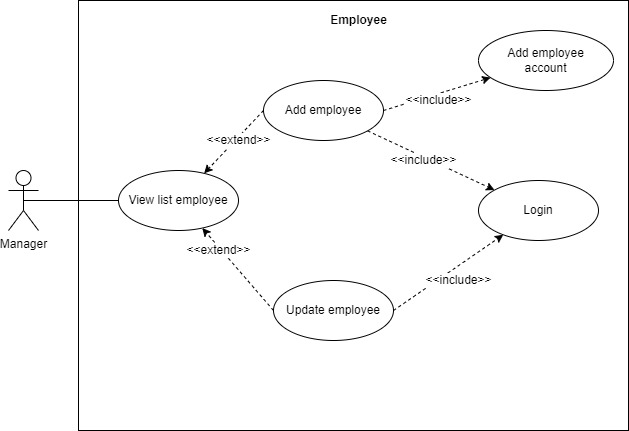 Employee
Add employee
account
Add employee
<<include>>
<<extend>>
<<include>>
View list employee
Login
Manager
<<extend>>
<<include>>
Update employee